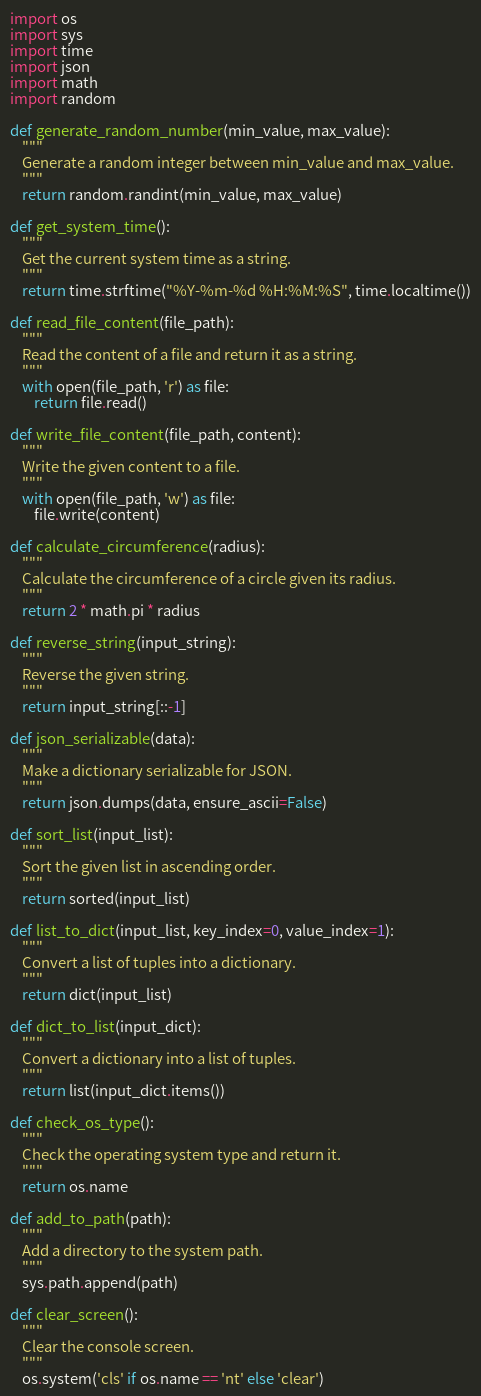 import os
import sys
import time
import json
import math
import random

def generate_random_number(min_value, max_value):
    """
    Generate a random integer between min_value and max_value.
    """
    return random.randint(min_value, max_value)

def get_system_time():
    """
    Get the current system time as a string.
    """
    return time.strftime("%Y-%m-%d %H:%M:%S", time.localtime())

def read_file_content(file_path):
    """
    Read the content of a file and return it as a string.
    """
    with open(file_path, 'r') as file:
        return file.read()

def write_file_content(file_path, content):
    """
    Write the given content to a file.
    """
    with open(file_path, 'w') as file:
        file.write(content)

def calculate_circumference(radius):
    """
    Calculate the circumference of a circle given its radius.
    """
    return 2 * math.pi * radius

def reverse_string(input_string):
    """
    Reverse the given string.
    """
    return input_string[::-1]

def json_serializable(data):
    """
    Make a dictionary serializable for JSON.
    """
    return json.dumps(data, ensure_ascii=False)

def sort_list(input_list):
    """
    Sort the given list in ascending order.
    """
    return sorted(input_list)

def list_to_dict(input_list, key_index=0, value_index=1):
    """
    Convert a list of tuples into a dictionary.
    """
    return dict(input_list)

def dict_to_list(input_dict):
    """
    Convert a dictionary into a list of tuples.
    """
    return list(input_dict.items())

def check_os_type():
    """
    Check the operating system type and return it.
    """
    return os.name

def add_to_path(path):
    """
    Add a directory to the system path.
    """
    sys.path.append(path)

def clear_screen():
    """
    Clear the console screen.
    """
    os.system('cls' if os.name == 'nt' else 'clear')